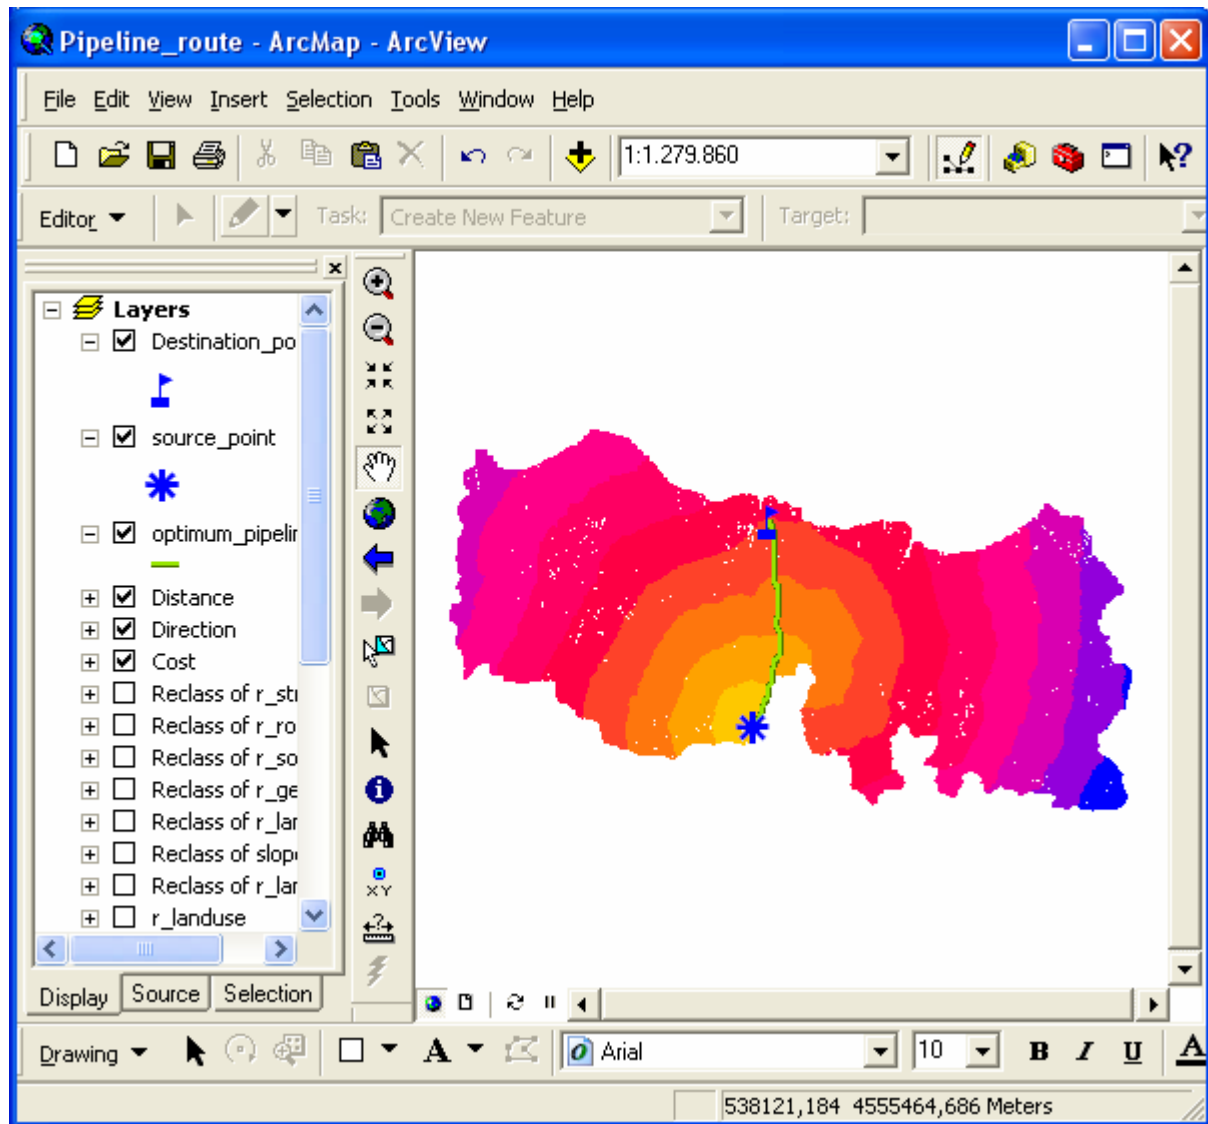 Pipeline_route - ArcMap - ArcView
File Edit View Insert Selection Tools Window Help
1:1.279.860
Editor Task: Create New Feature Target:
Layers
Destination_po
source_point
optimum_pipelin
Distance
Direction
Cost
Reclass of r_str
Reclass of r_ro
Reclass of r_so
Reclass of r_ge
Reclass of r_lan
Reclass of slop
Reclass of r_lan
r_landuse
X Y
Display Source Selection
Drawing A Arial 10 B I U A
538121,184 4555464,686 Meters